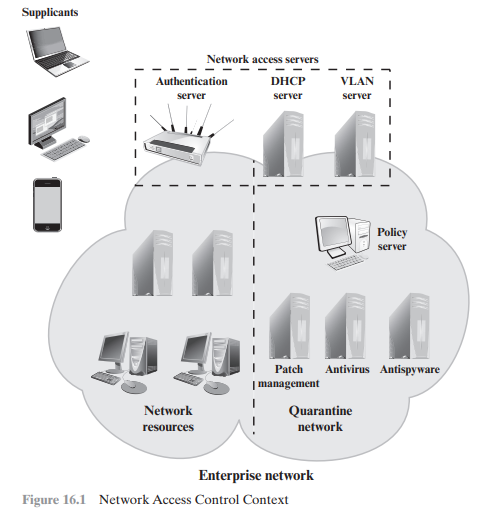 Supplicants
Network access servers
Authentication
server
DHCP
server
VLAN
server
Policy
server
Patch
management
Antivirus
Antispyware
Network
resources
Quarantine
network
Enterprise network
Figure 16.1 Network Access Control Context